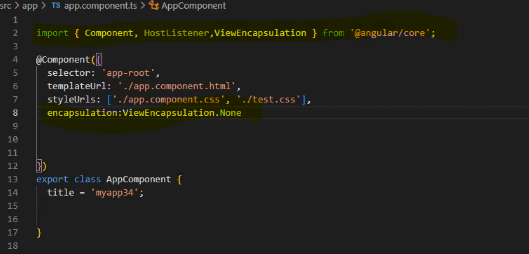 src > app > TS app.component.ts > AppComponent
1
2 import { Component, HostListener,ViewEncapsulation } from '@angular/core';
3
4 @Component({
5 selector: 'app-root',
6 templateUrl: './app.component.html',
7 styleUrls: ['./app.component.css', './test.css'],
8 encapsulation:ViewEncapsulation.None
9
10
11
12 })
13 export class AppComponent {
14 title = 'myapp34';
15
16
17 }
18